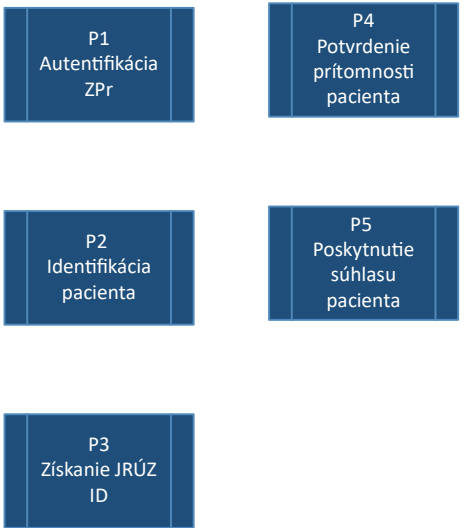 P1
Autentifikácia
ZPr
P2
Identifikácia
pacienta
P3
Získanie JRÚZ
ID
P4
Potvrdenie
prítomnosti
pacienta
P5
Poskytnutie
súhlasu
pacienta